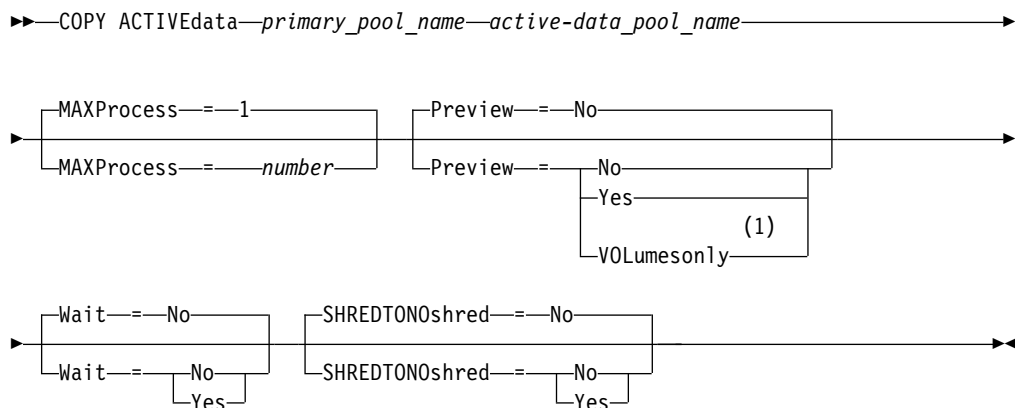 COPY ACTIVEdata primary_pool_name active-data_pool_name
MAXProcess = 1 Preview = No
MAXProcess = number Preview = No
Yes
(1)
VOLumesonly
Wait = No SHREDTONOshred = No
Wait = No SHREDTONOshred = No
Yes Yes